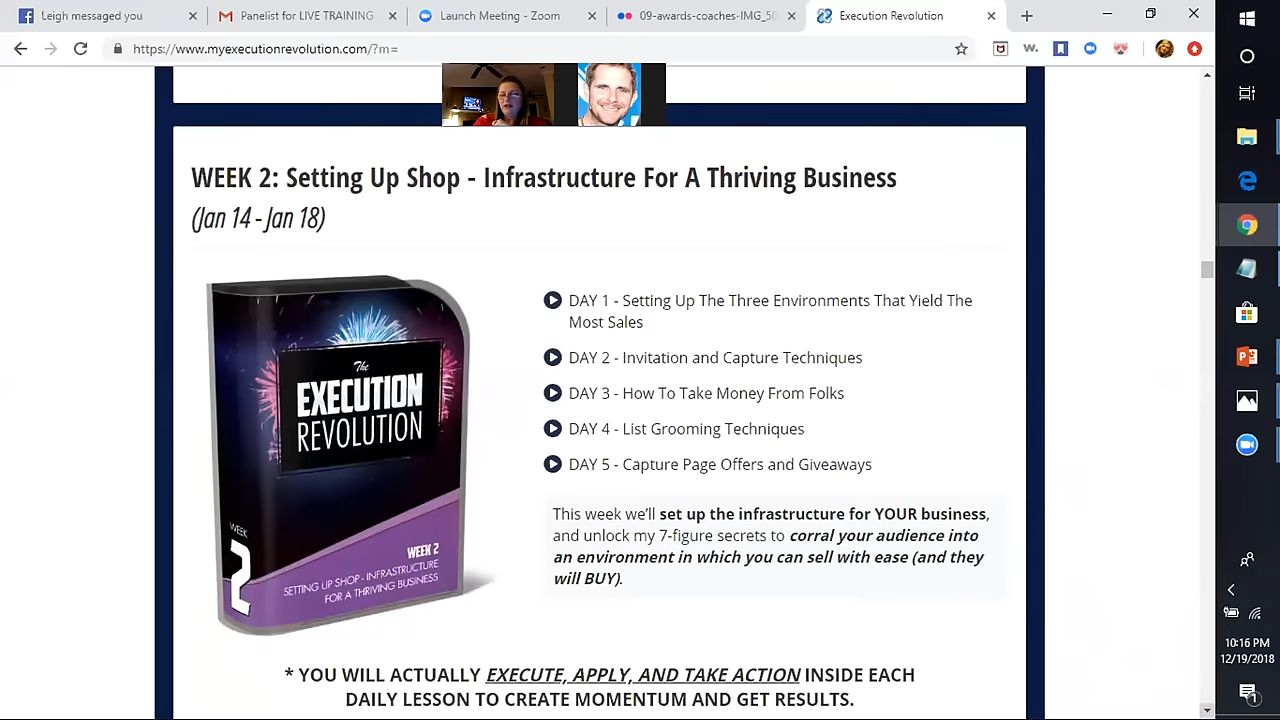 Leigh messaged you
Panelist for LIVE TRAINING
Launch Meeting - Zoom
09-awards-coaches-IMG_50
Execution Revolution
https://www.myexecutionrevolution.com/?m=
WEEK 2: Setting Up Shop - Infrastructure For A Thriving Business
(Jan 14 - Jan 18)
The
EXECUTION
REVOLUTION
WEEK
2
WEEK 2
SETTING UP SHOP - INFRASTRUCTURE
FOR A THRIVING BUSINESS
DAY 1 - Setting Up The Three Environments That Yield The
Most Sales
DAY 2 - Invitation and Capture Techniques
DAY 3 - How To Take Money From Folks
DAY 4 - List Grooming Techniques
DAY 5 - Capture Page Offers and Giveaways
This week we'll set up the infrastructure for YOUR business,
and unlock my 7-figure secrets to corral your audience into
an environment in which you can sell with ease (and they
will BUY).
* YOU WILL ACTUALLY EXECUTE, APPLY, AND TAKE ACTION INSIDE EACH
DAILY LESSON TO CREATE MOMENTUM AND GET RESULTS.
10:16 PM
12/19/2018
1